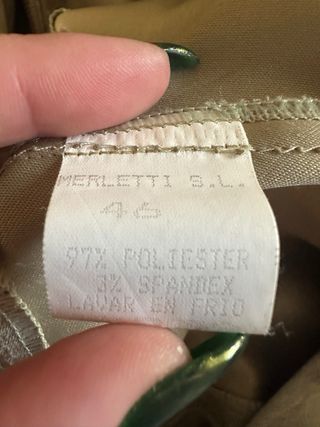 MERLETTI S.L.
46
97% POLIESTER
3% SPANDEX
LAVAR EN FRIO